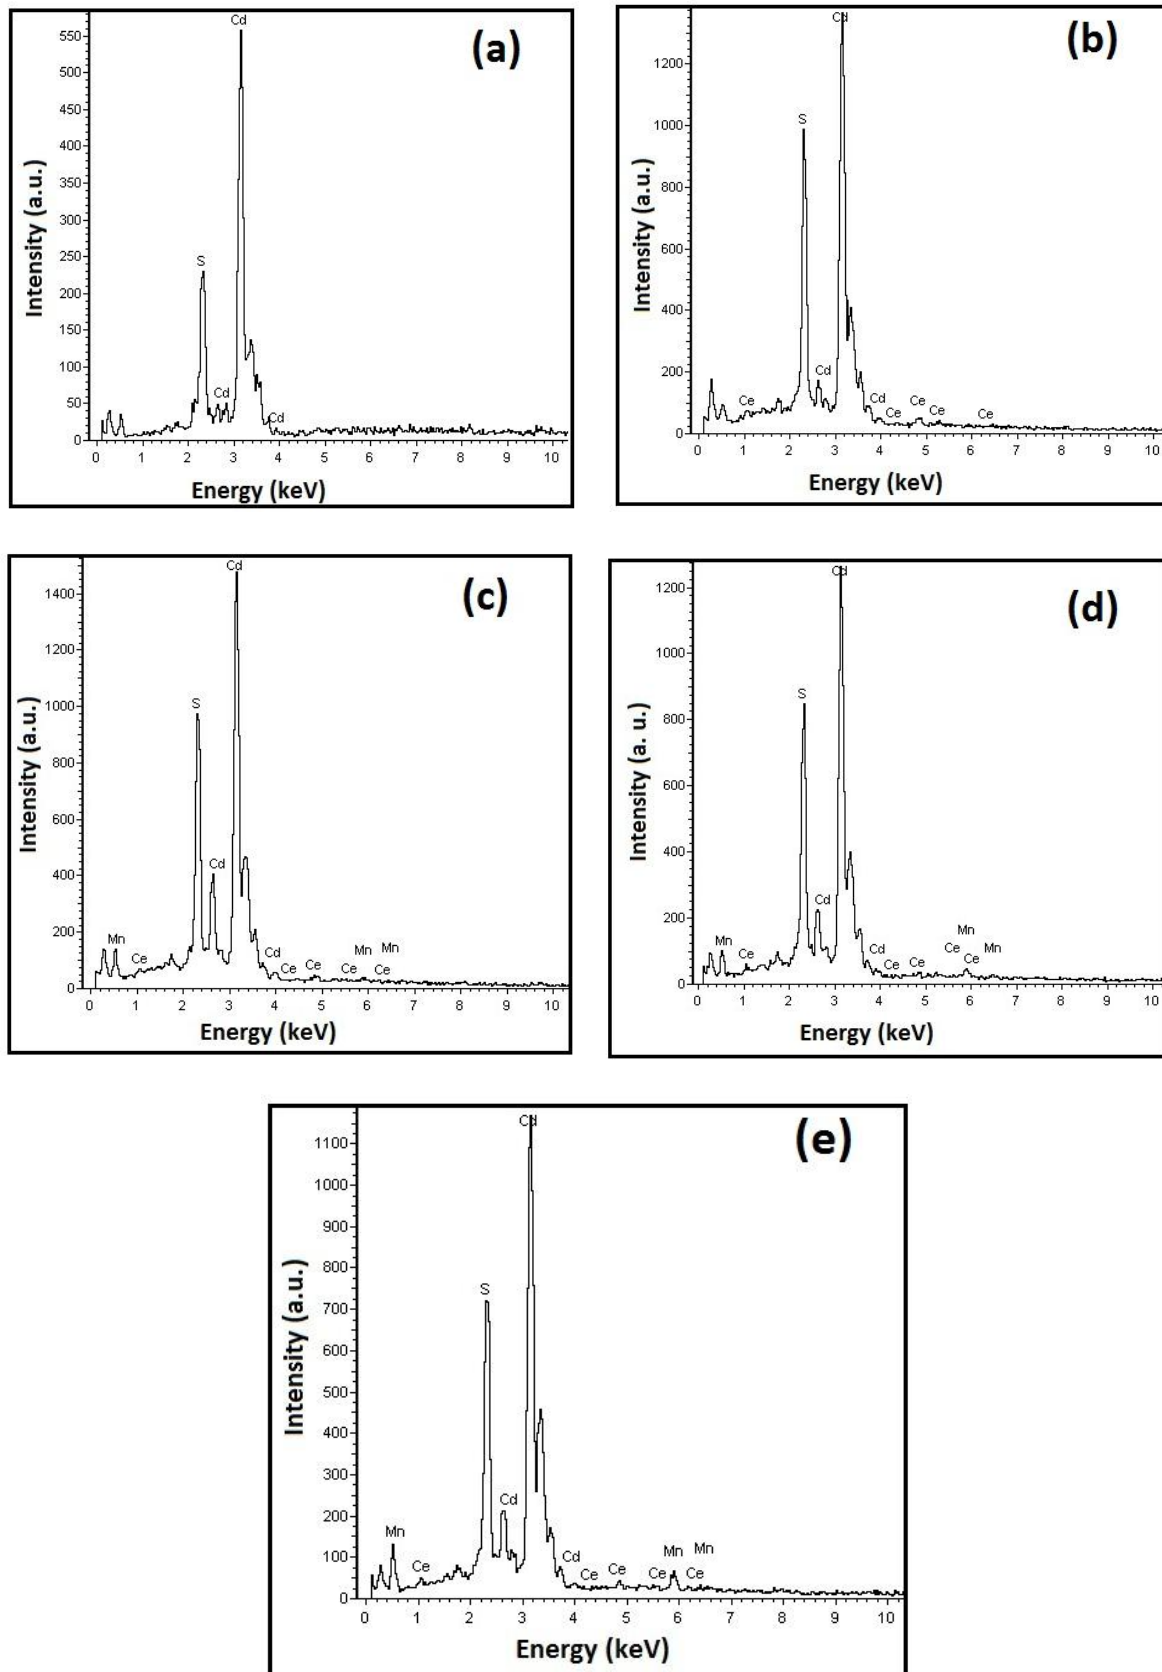 (a)
Cd
S
Cd
Cd
550
500
450
400
350
300
250
200
150
100
50
0
0 1 2 3 4 5 6 7 8 9 10
Intensity (a.u.)
Energy (keV)
(b)
Cd
S
Cd
Ce
Cd
Ce
Ce
Ce
Ce
1200
1000
800
600
400
200
0
0 1 2 3 4 5 6 7 8 9 10
Intensity (a.u.)
Energy (keV)
(c)
Cd
S
Cd
Mn
Ce
Cd
Ce
Ce
Ce
Mn
Ce
Mn
1400
1200
1000
800
600
400
200
0
0 1 2 3 4 5 6 7 8 9 10
Intensity (a.u.)
Energy (keV)
(d)
Cd
S
Cd
Mn
Ce
Cd
Ce
Ce
Ce
Mn
Ce
Mn
1200
1000
800
600
400
200
0
0 1 2 3 4 5 6 7 8 9 10
Intensity (a. u.)
Energy (keV)
(e)
Cd
S
Cd
Mn
Ce
Cd
Ce
Ce
Ce
Mn
Ce
Mn
1100
1000
900
800
700
600
500
400
300
200
100
0
0 1 2 3 4 5 6 7 8 9 10
Intensity (a.u.)
Energy (keV)